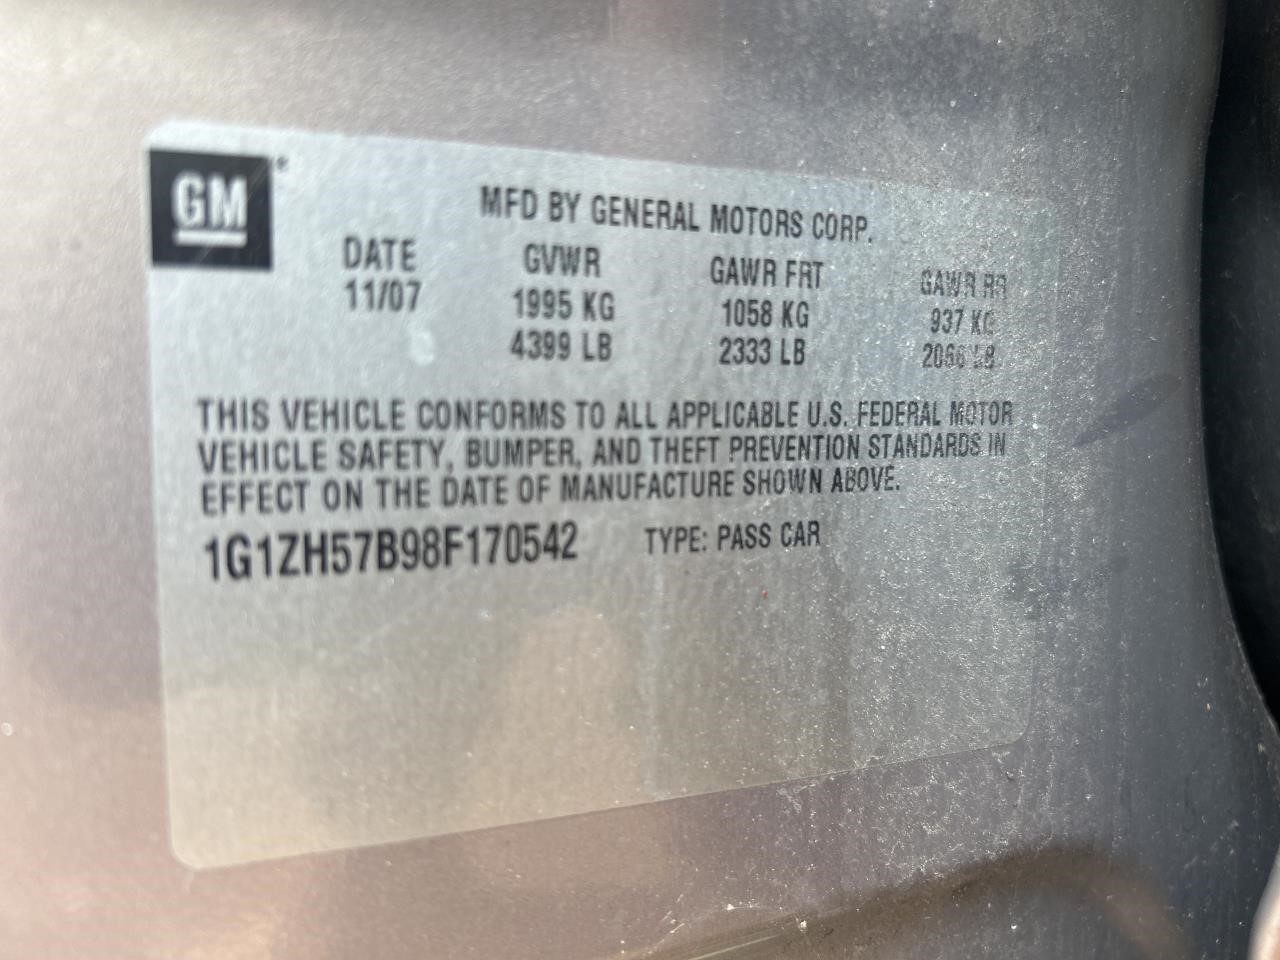 GM
MFD BY GENERAL MOTORS CORP.
DATE GVWR GAWR FRT GAWR RR
11/07 1995 KG 1058 KG 937 KG
4399 LB 2333 LB 2066 LB
THIS VEHICLE CONFORMS TO ALL APPLICABLE U.S. FEDERAL MOTOR
VEHICLE SAFETY, BUMPER, AND THEFT PREVENTION STANDARDS IN
EFFECT ON THE DATE OF MANUFACTURE SHOWN ABOVE.
1G1ZH57B98F170542 TYPE: PASS CAR